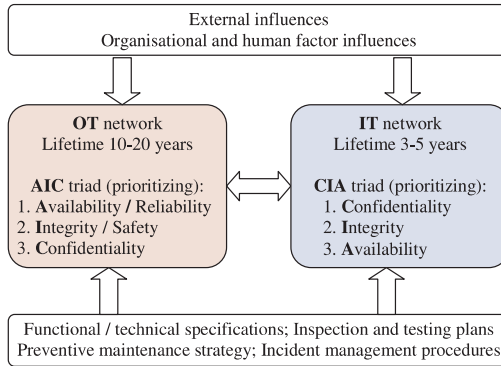 External influences
Organisational and human factor influences
OT network
Lifetime 10-20 years
AIC triad (prioritizing):
1. Availability / Reliability
2. Integrity / Safety
3. Confidentiality
IT network
Lifetime 3-5 years
CIA triad (prioritizing):
1. Confidentiality
2. Integrity
3. Availability
Functional / technical specifications; Inspection and testing plans
Preventive maintenance strategy; Incident management procedures